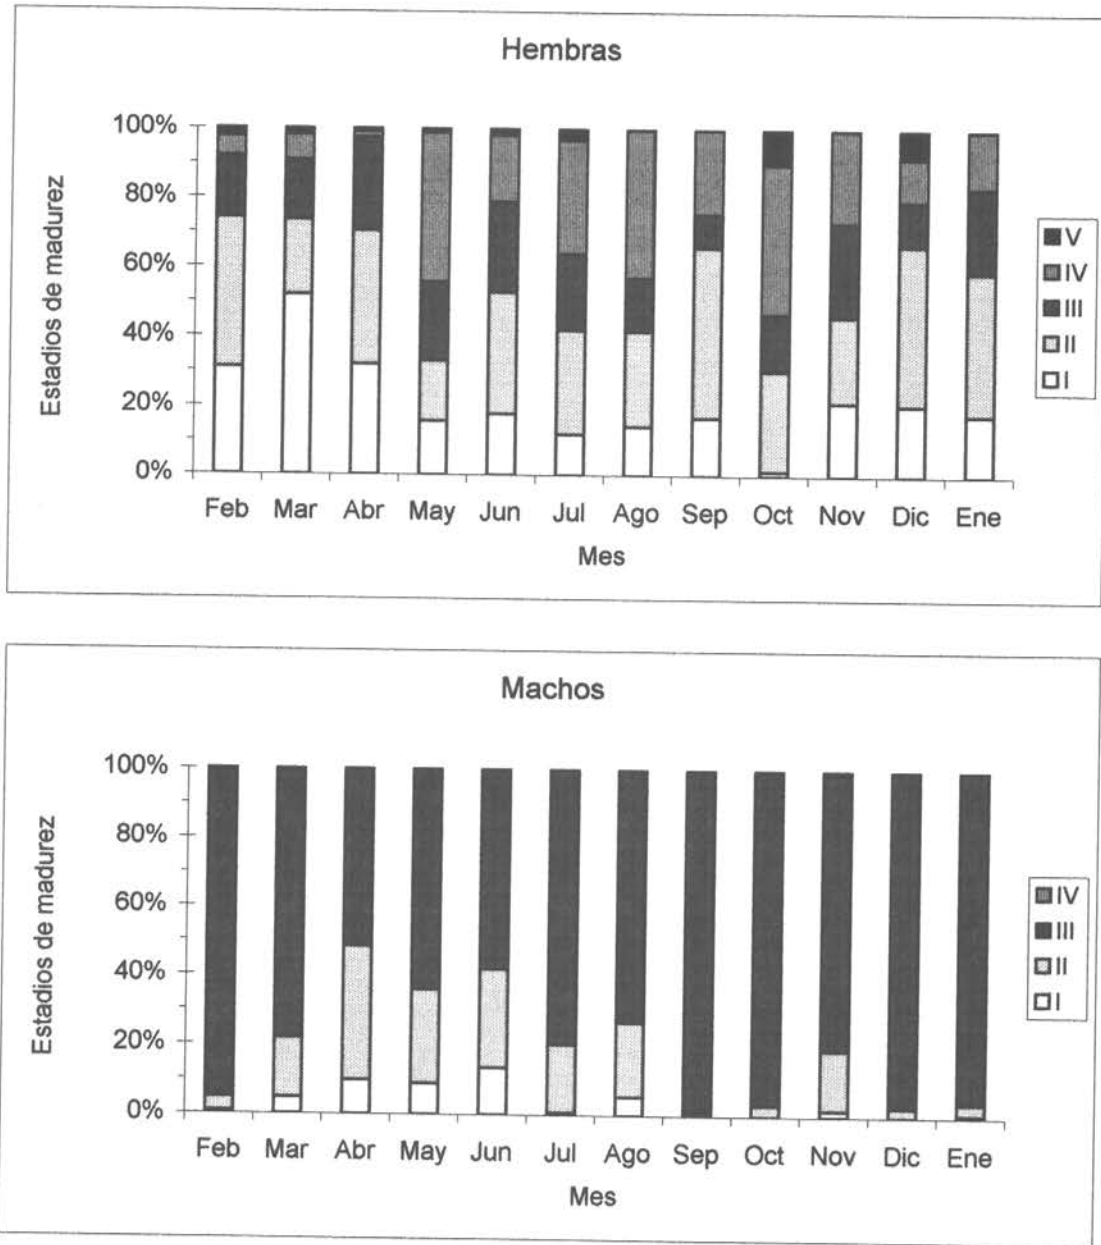 Hembras
Estadios de madurez
100%
80%
60%
40%
20%
0%
Feb Mar Abr May Jun Jul Ago Sep Oct Nov Dic Ene
Mes
V
IV
III
II
I
Machos
Estadios de madurez
100%
80%
60%
40%
20%
0%
Feb Mar Abr May Jun Jul Ago Sep Oct Nov Dic Ene
Mes
IV
III
II
I